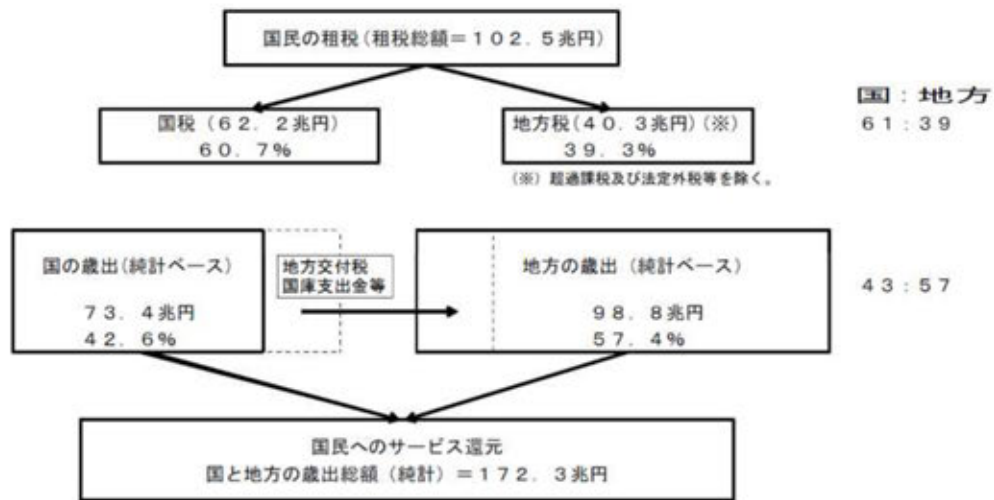 国民の租税(租税総額=102.5兆円)
国:地方
国税(62.2兆円)
60.7%
地方税(40.3兆円)(※)
39.3%
61:39
(※)超過課税及び法定外税等を除く。
国の歳出(純計ベース)
73.4兆円
42.6%
地方交付税
国庫支出金等
地方の歳出(純計ベース)
98.8兆円
57.4%
43:57
国民へのサービス還元
国と地方の歳出総額(純計)=172.3兆円